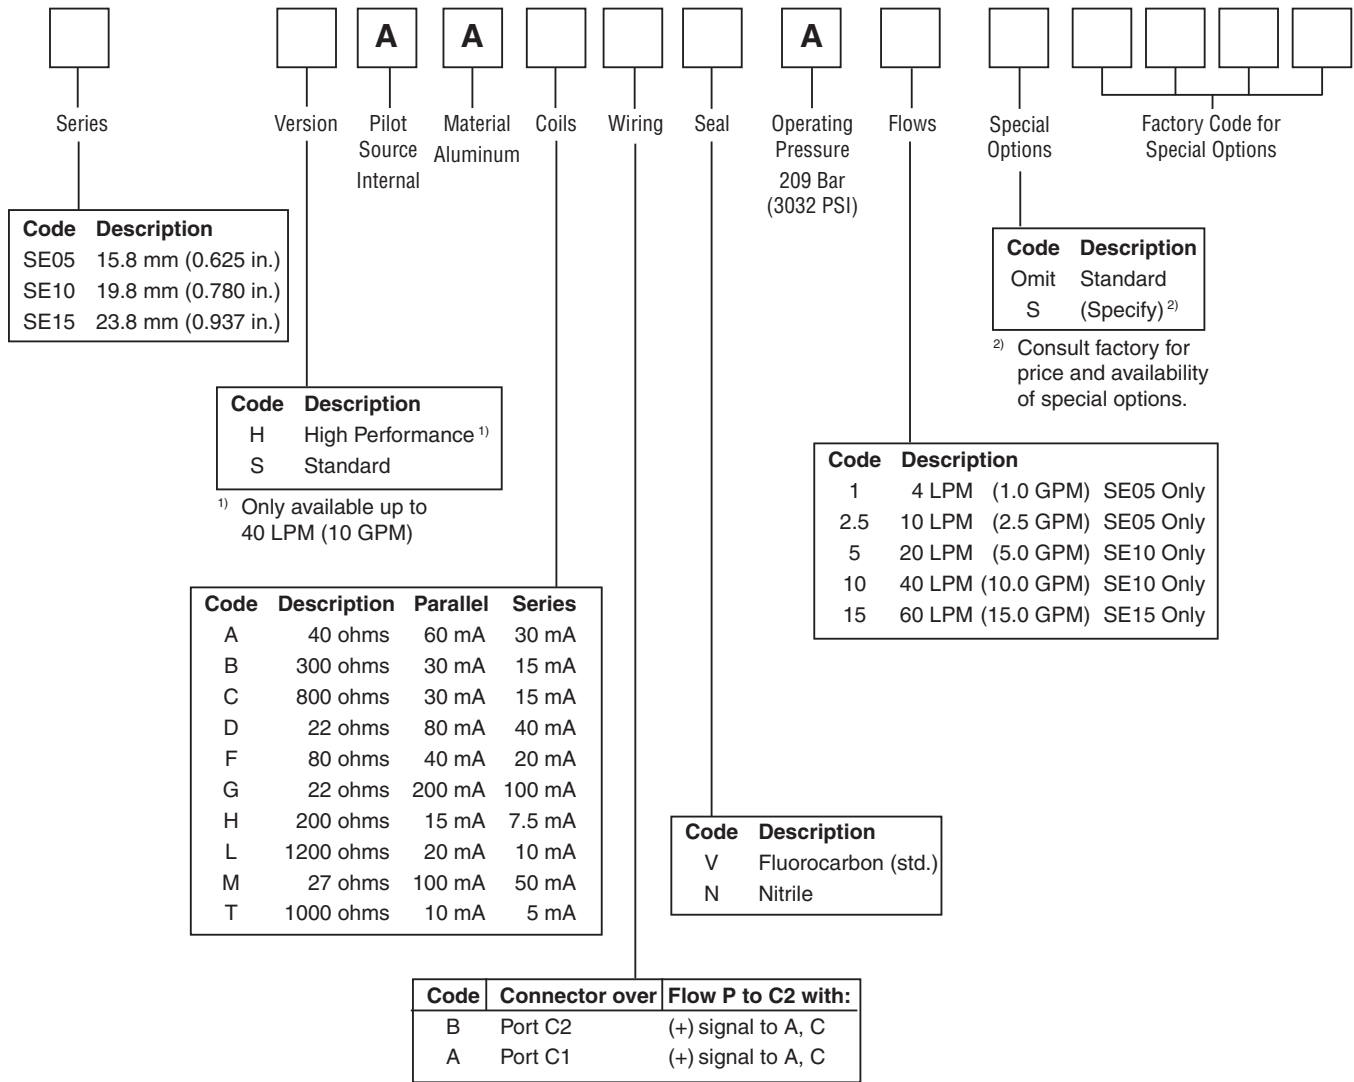 A A A
Series Version Pilot Source Internal Material Aluminum Coils Wiring Seal Operating Pressure 209 Bar (3032 PSI) Flows Special Options Factory Code for Special Options
Code Description
SE05 15.8 mm (0.625 in.)
SE10 19.8 mm (0.780 in.)
SE15 23.8 mm (0.937 in.)
Code Description
Omit Standard
S (Specify) 2)
2) Consult factory for
price and availability
of special options.
Code Description
H High Performance 1)
S Standard
1) Only available up to
40 LPM (10 GPM)
Code Description
1 4 LPM (1.0 GPM) SE05 Only
2.5 10 LPM (2.5 GPM) SE05 Only
5 20 LPM (5.0 GPM) SE10 Only
10 40 LPM (10.0 GPM) SE10 Only
15 60 LPM (15.0 GPM) SE15 Only
Code Description Parallel Series
A 40 ohms 60 mA 30 mA
B 300 ohms 30 mA 15 mA
C 800 ohms 30 mA 15 mA
D 22 ohms 80 mA 40 mA
F 80 ohms 40 mA 20 mA
G 22 ohms 200 mA 100 mA
H 200 ohms 15 mA 7.5 mA
L 1200 ohms 20 mA 10 mA
M 27 ohms 100 mA 50 mA
T 1000 ohms 10 mA 5 mA
Code Description
V Fluorocarbon (std.)
N Nitrile
Code Connector over Flow P to C2 with:
B Port C2 (+) signal to A, C
A Port C1 (+) signal to A, C